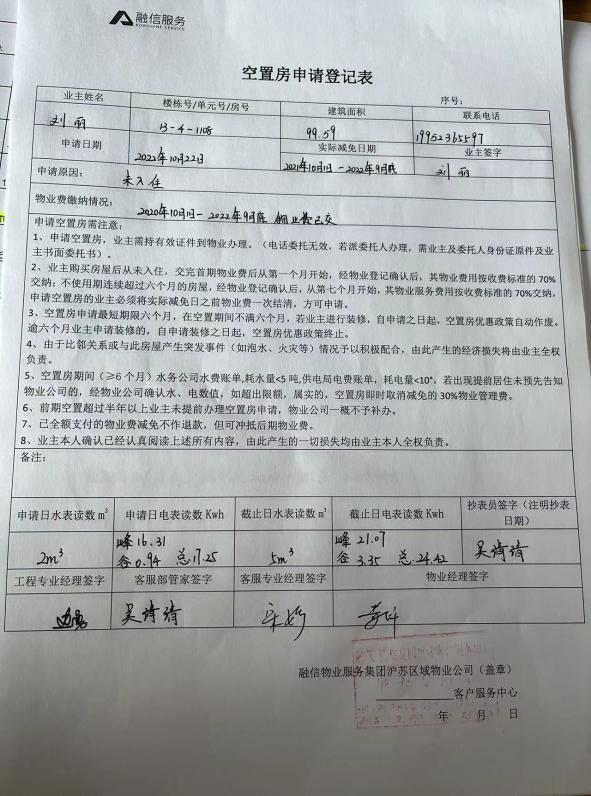 融信服务
RONSHINE SERVICE
空置房申请登记表
序号：
业主姓名 楼栋号/单元号/房号 建筑面积 联系电话
刘丽 13-4-1108 99.59 19952365597
申请日期 2022年10月22日 实际减免日期 业主签字
2021年10月1日-2022年9月底 刘丽
申请原因： 未入住
物业费缴纳情况： 2020年10月1日-2022年9月底 物业费已交
申请空置房需注意：
1、申请空置房，业主需持有效证件到物业办理。（电话委托无效，若派委托人办理，需业主及委托人身份证原件及业
主书面委托书）。
2、业主购买房屋后从未入住，交完首期物业费后从第一个月开始，经物业登记确认后，其物业费用按收费标准的70%
交纳；不使用期连续超过六个月的房屋，经物业登记确认后，从第七个月开始，其物业服务费用按收费标准的70%交纳，
申请空置房的业主必须将实际减免日之前物业费一次结清，方可申请。
3、空置房申请最短期限六个月，在空置期间不满六个月，若业主进行装修，自申请之日起，空置房优惠政策自动作废。
逾六个月业主申请装修的，自申请装修之日起，空置房优惠政策终止。
4、由于比邻关系或与此房屋产生突发事件（如泡水、火灾等）情况予以积极配合，由此产生的经济损失将由业主全权
负责。
5、空置房期间（≥6个月）水务公司水费账单,耗水量<5吨,供电局电费账单，耗电量<10°，若出现提前居住未预先告知
物业公司的，经物业公司确认水、电数值，如超出限额，属实的，空置房即时取消减免的30%物业管理费。
6、前期空置超过半年以上业主未提前办理空置房申请，物业公司一概不予补办。
7、已全额支付的物业费减免不作退款，但可冲抵后期物业费。
8、业主本人确认已经认真阅读上述所有内容，由此产生的一切损失均由业主本人全权负责。
备注：
申请日水表读数 m³ 申请日电表读数 Kwh 截止日水表读数 m³ 截止日电表读数 Kwh 抄表员签字（注明抄表
日期）
峰 16.31 峰 21.07
2m³ 谷 0.94 总.17.25 5m³ 谷 3.35 总.24.42 吴诗靖
工程专业经理签字 客服部管家签字 客服专业经理签字 物业经理签字
吴诗靖
融信物业服务集团沪苏区域物业公司（盖章）
客户服务中心
年 月 日